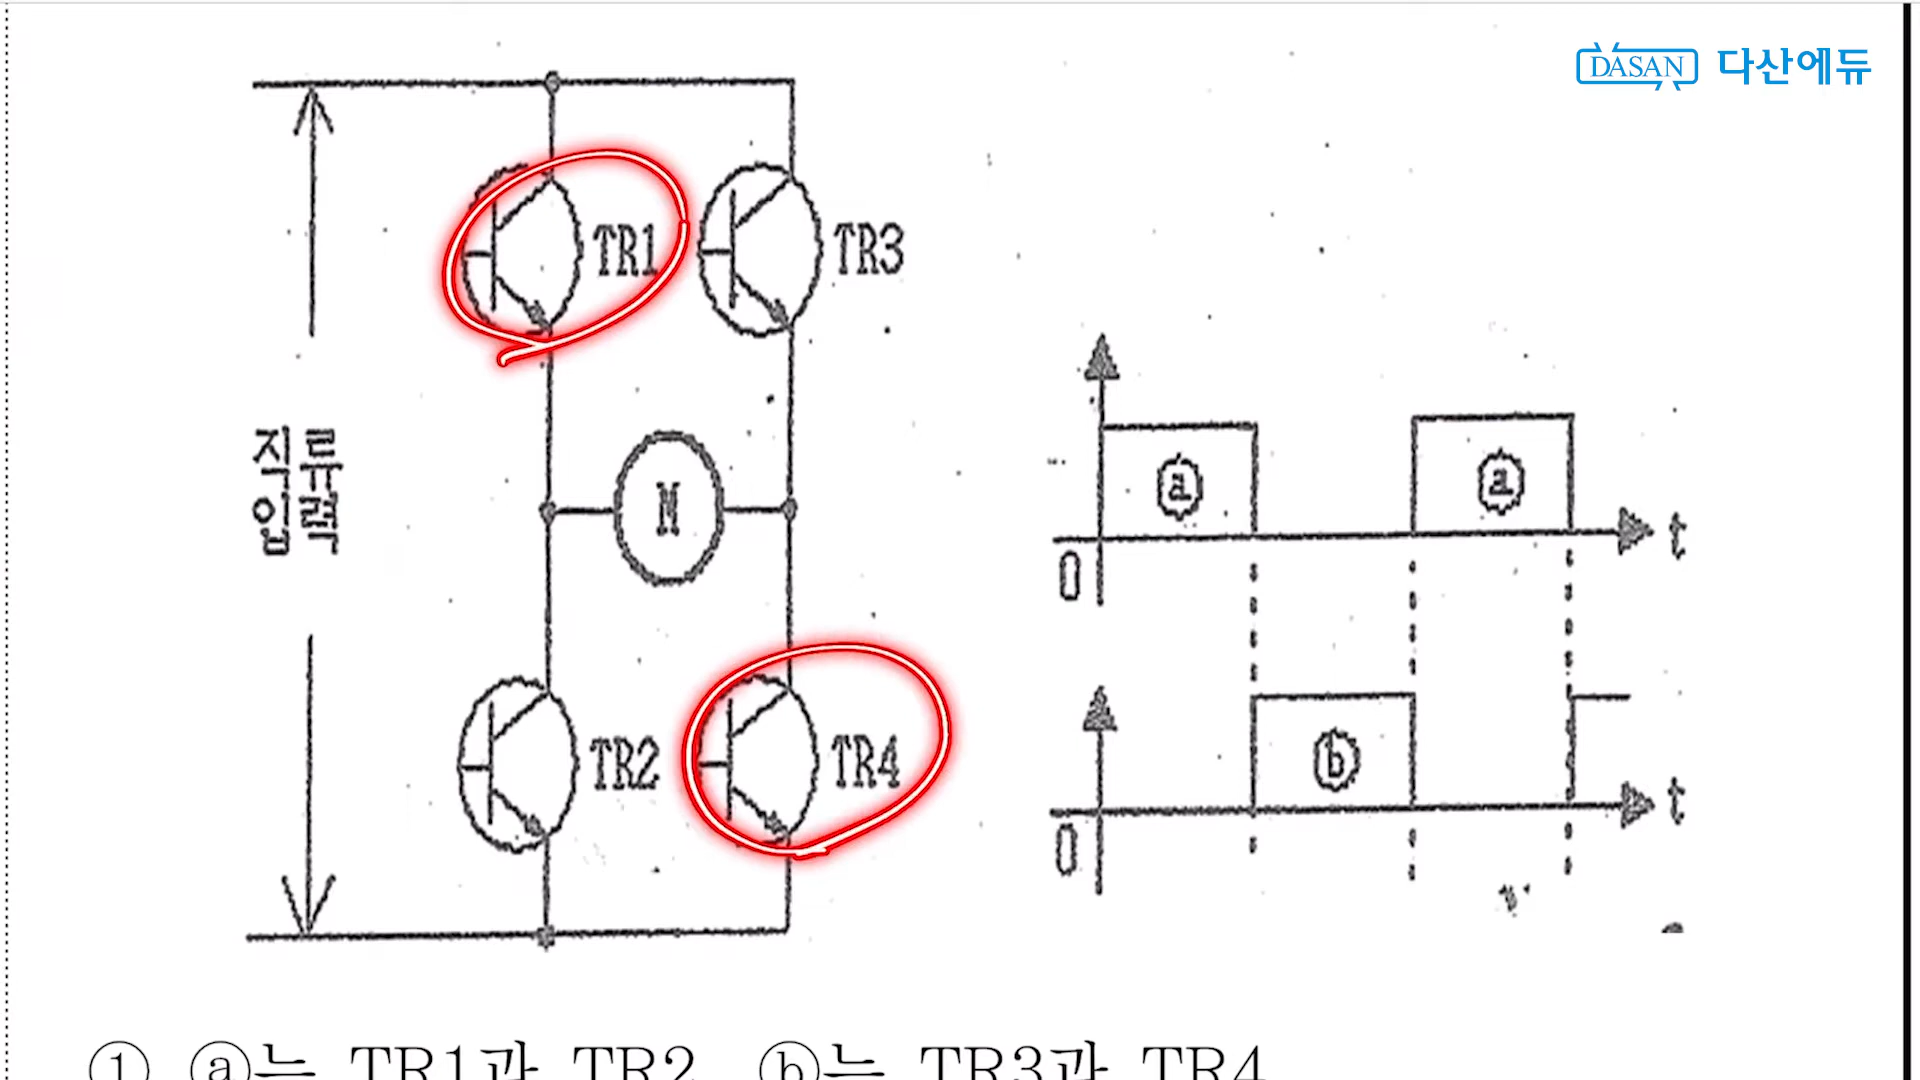 DASAN 다산에듀
TR1 TR3
직류
입력
M
ⓐ ⓐ
0 t
TR2 TR4
ⓑ
0 t
① ⓐ는 TR1과 TR2, ⓑ는 TR3과 TR4